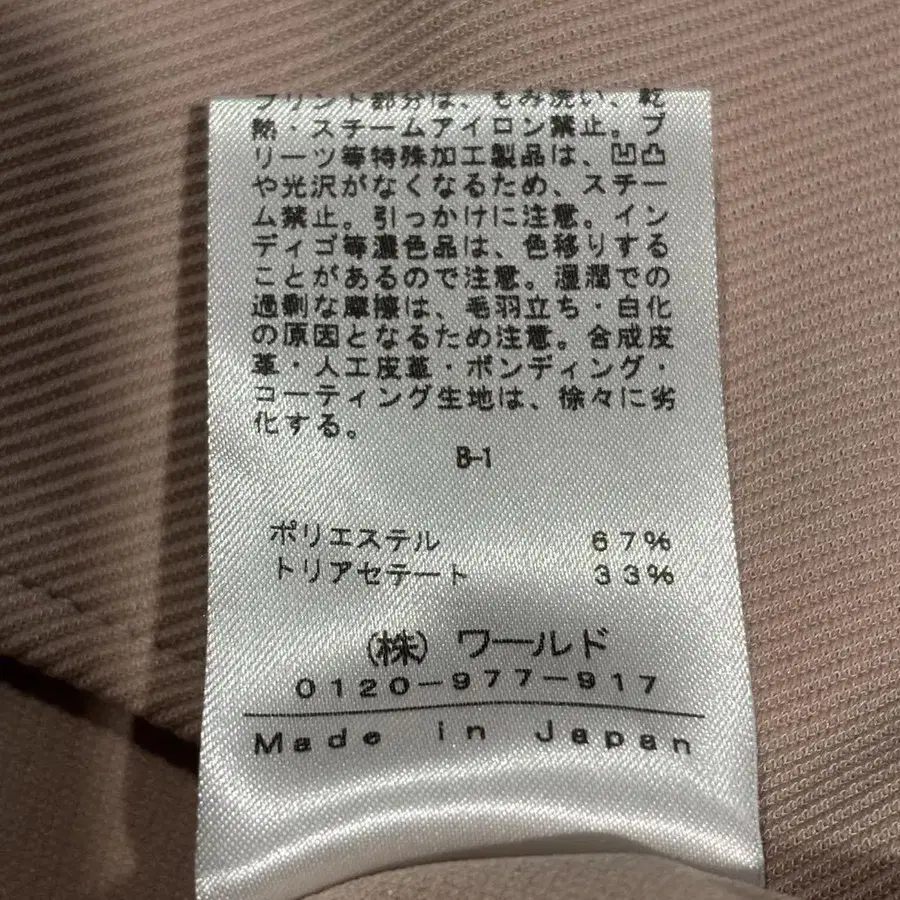 プリント部分は、もみ洗い、乾
熱・スチームアイロン禁止。プ
リーツ等特殊加工製品は、凹凸
や光沢がなくなるため、スチー
ム禁止。引っかけに注意。イン
ディゴ等濃色品は、色移りする
ことがあるので注意。湿潤での
過剰な摩擦は、毛羽立ち・白化
の原因となるため注意。合成皮
革・人工皮革・ボンディング・
コーティング生地は、徐々に劣
化する。
B-1
ポリエステル 67%
トリアセテート 33%
(株) ワールド
0120-977-917
Made in Japan